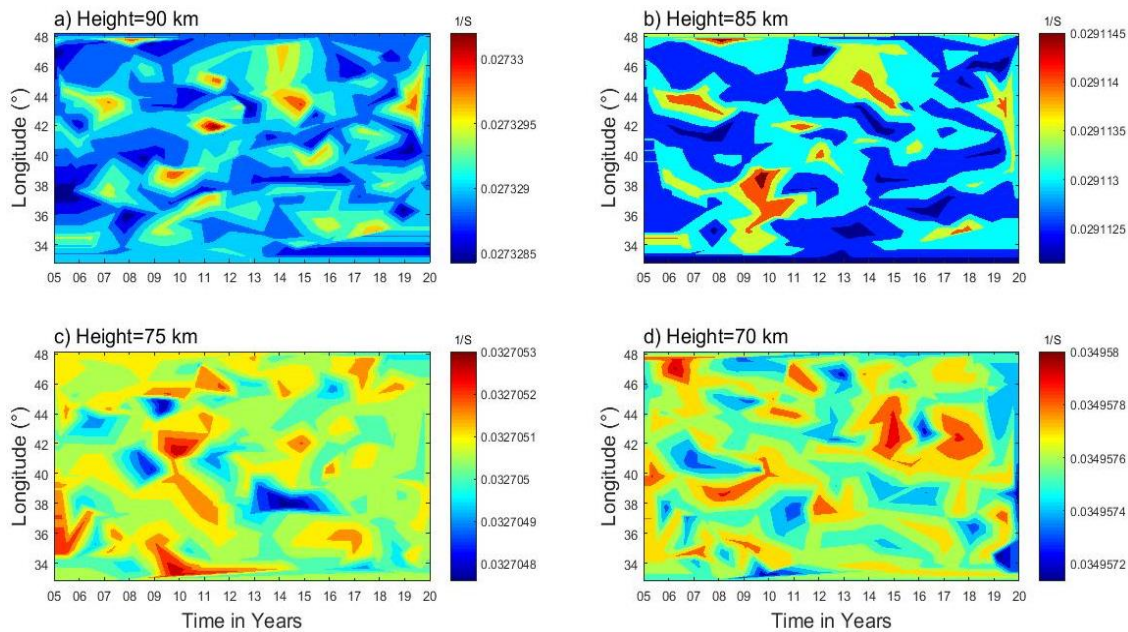 a) Height=90 km
1/S
48
46
44
42
40
38
36
34
Longitude (°)
05 06 07 08 09 10 11 12 13 14 15 16 17 18 19 20
0.02733
0.0273295
0.027329
0.0273285
b) Height=85 km
1/S
48
46
44
42
40
38
36
34
Longitude (°)
05 06 07 08 09 10 11 12 13 14 15 16 17 18 19 20
0.0291145
0.029114
0.0291135
0.029113
0.0291125
c) Height=75 km
1/S
48
46
44
42
40
38
36
34
Longitude (°)
05 06 07 08 09 10 11 12 13 14 15 16 17 18 19 20
Time in Years
0.0327053
0.0327052
0.0327051
0.032705
0.0327049
0.0327048
d) Height=70 km
1/S
48
46
44
42
40
38
36
34
Longitude (°)
05 06 07 08 09 10 11 12 13 14 15 16 17 18 19 20
Time in Years
0.034958
0.0349578
0.0349576
0.0349574
0.0349572